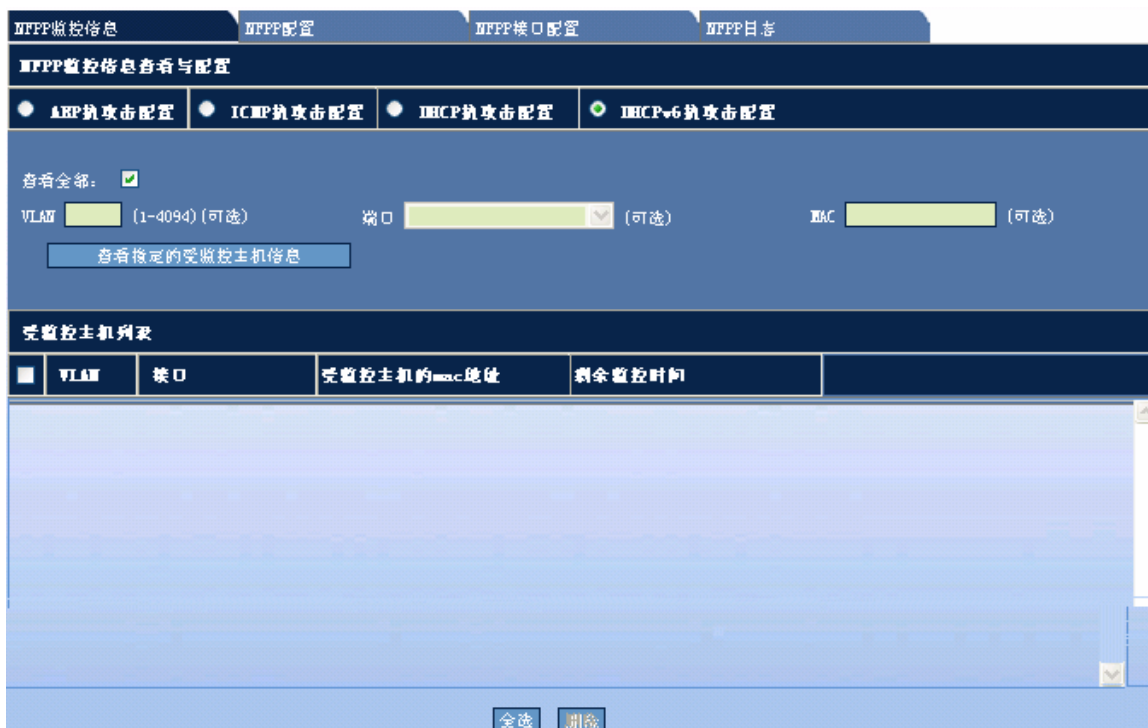 NFPP监控信息 NFPP配置 NFPP接口配置 NFPP日志
NFPP监控信息查看与配置
ARP抗攻击配置 ICMP抗攻击配置 DHCP抗攻击配置 DHCPv6抗攻击配置
查看全部：
VLAN (1-4094)(可选) 端口 (可选) MAC (可选)
查看指定的受监控主机信息
受监控主机列表
VLAN 接口 受监控主机的mac地址 剩余监控时间
全选 删除